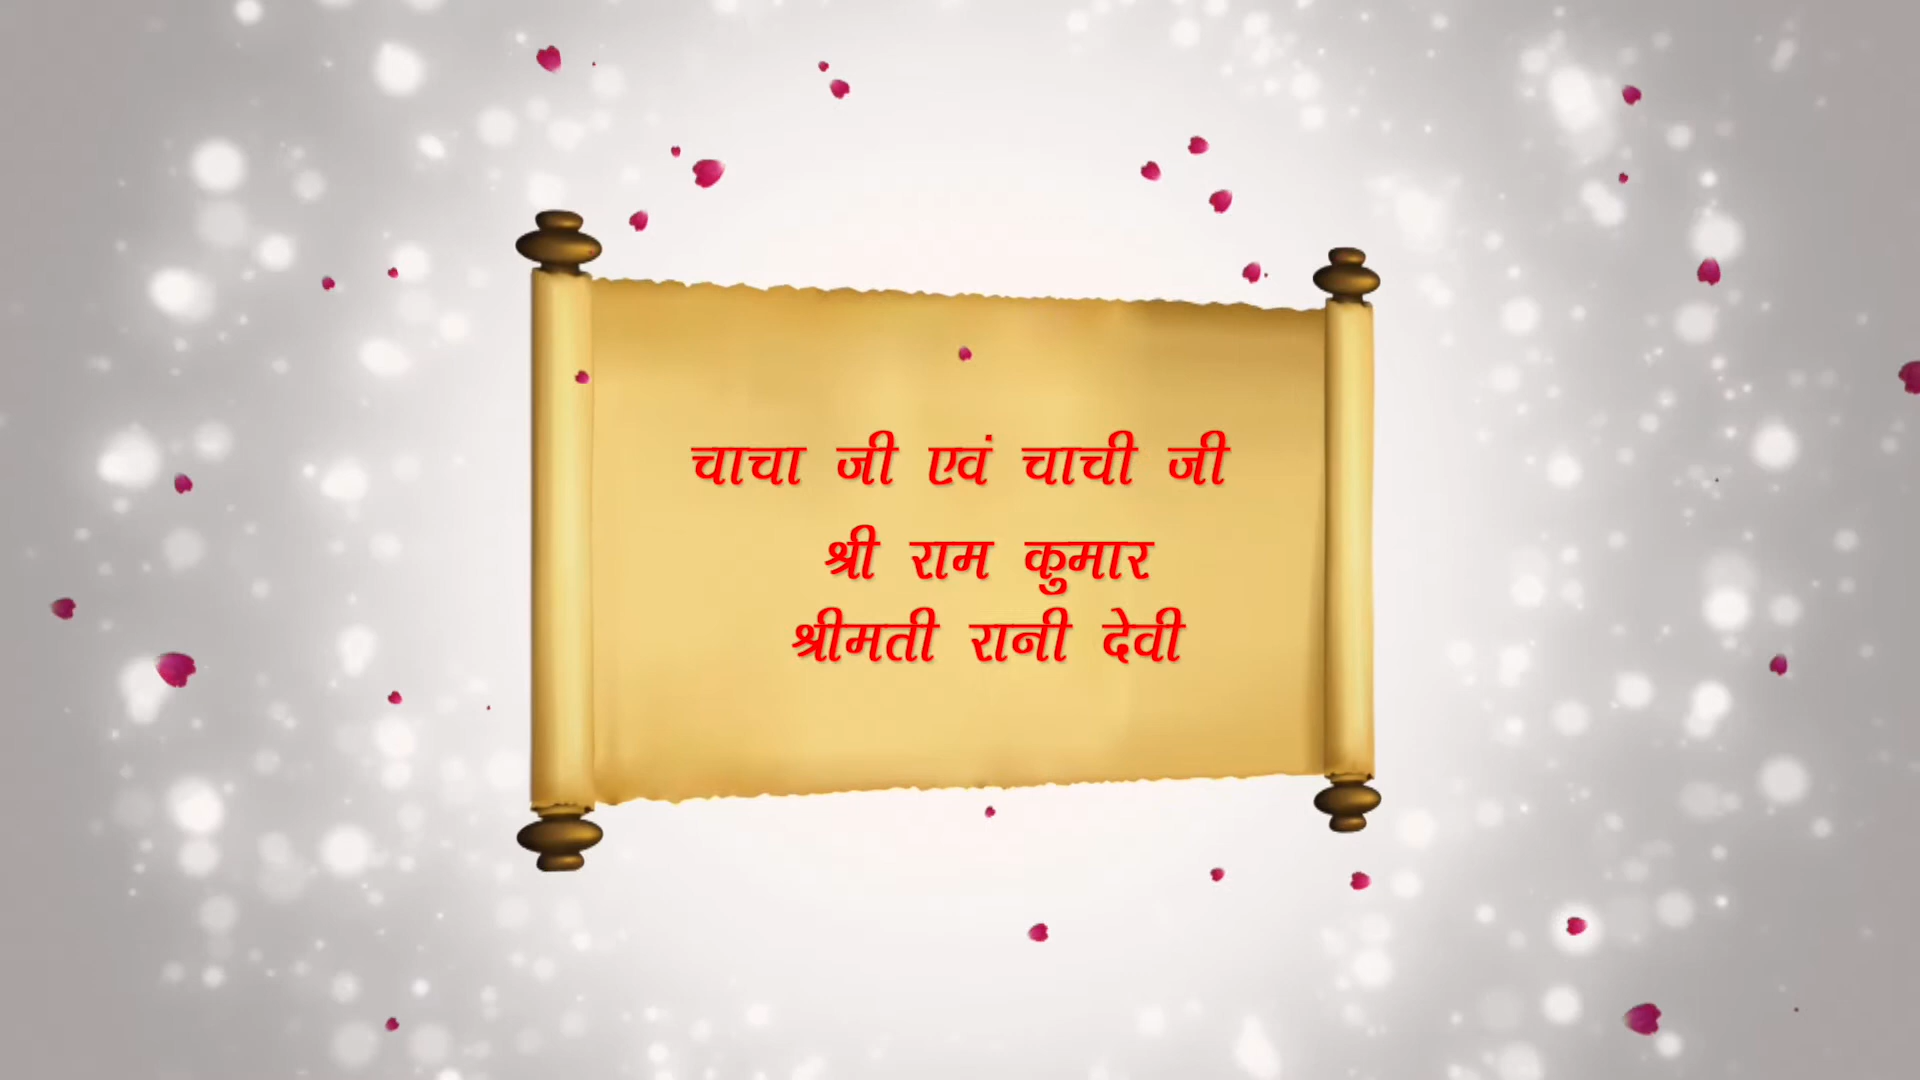 चाचा जी एवं चाची जी
श्री राम कुमार
श्रीमती रानी देवी